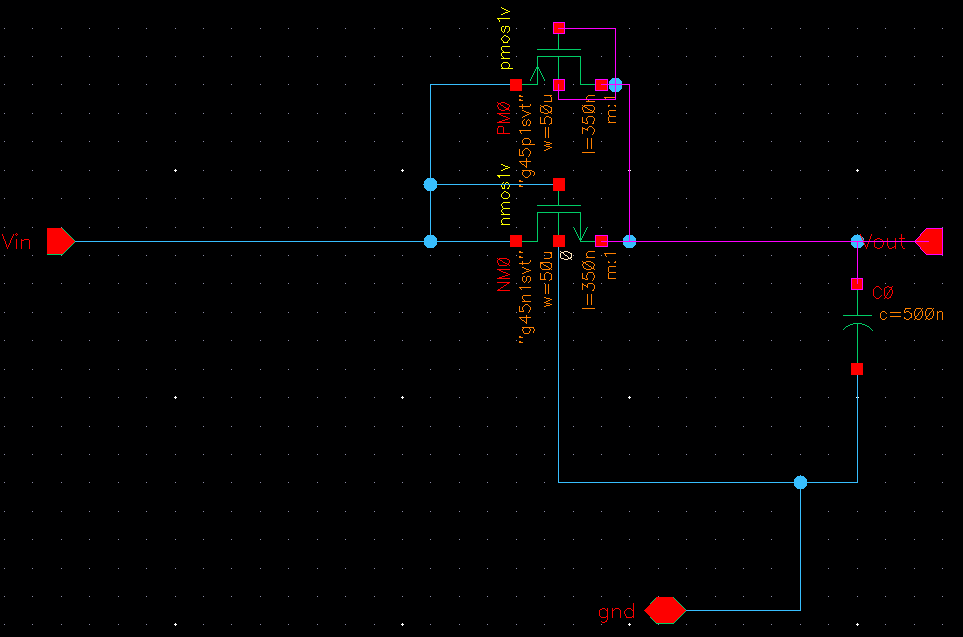 pmos1v
PM0
"g45p1svt"
w=50u
l=350n
m:1
nmos1v
Vin
NM0
"g45n1svt"
w=50u
0
l=350n
m:1
Vout
C0
c=500n
gnd